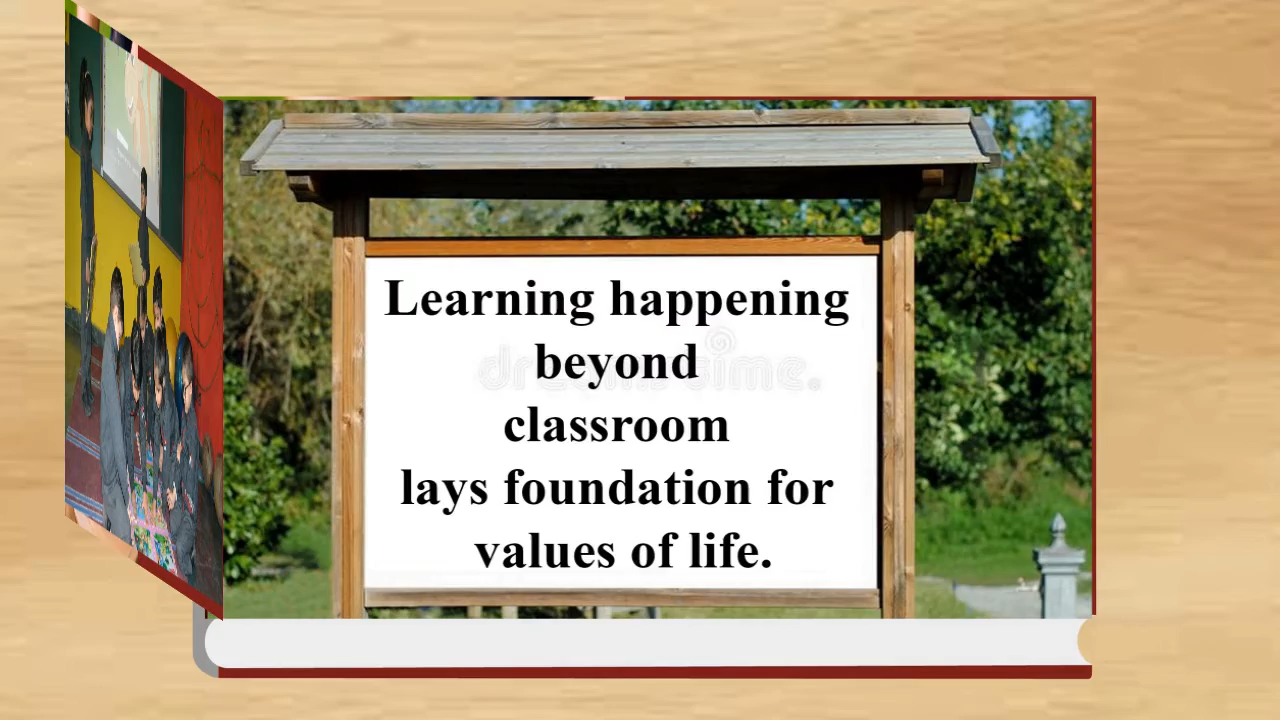 Learning happening
beyond
classroom
lays foundation for
values of life.